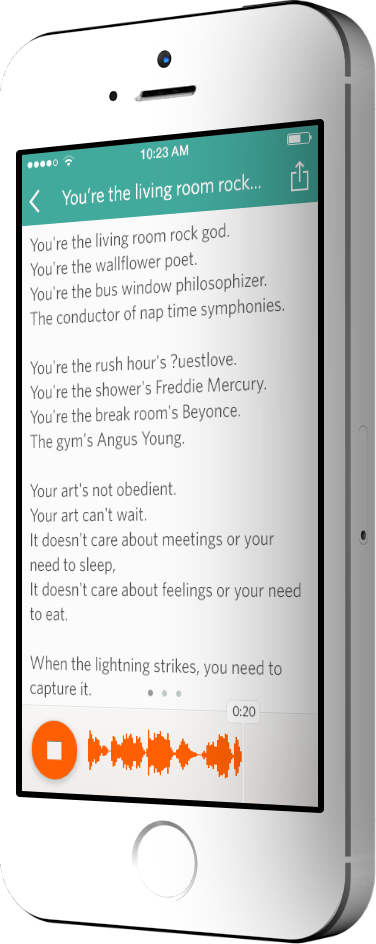 10:23 AM
You're the living room rock...
You're the living room rock god.
You're the wallflower poet.
You're the bus window philosophizer.
The conductor of nap time symphonies.
You're the rush hour's ?uestlove.
You're the shower's Freddie Mercury.
You're the break room's Beyonce.
The gym's Angus Young.
Your art's not obedient.
Your art can't wait.
It doesn't care about meetings or your
need to sleep,
It doesn't care about feelings or your need
to eat.
When the lightning strikes, you need to
capture it.
0:20